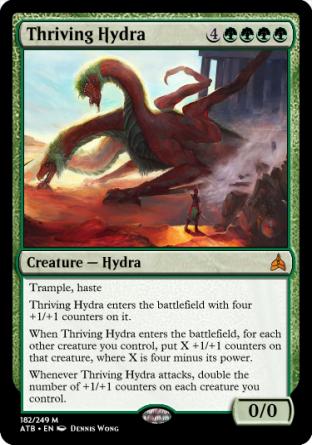 Thriving Hydra 4
Creature — Hydra
Trample, haste
Thriving Hydra enters the battlefield with four
+1/+1 counters on it.
When Thriving Hydra enters the battlefield, for each
other creature you control, put X +1/+1 counters on
that creature, where X is four minus its power.
Whenever Thriving Hydra attacks, double the
number of +1/+1 counters on each creature you
control.
0/0
182/249 M
ATB • EN DENNIS WONG